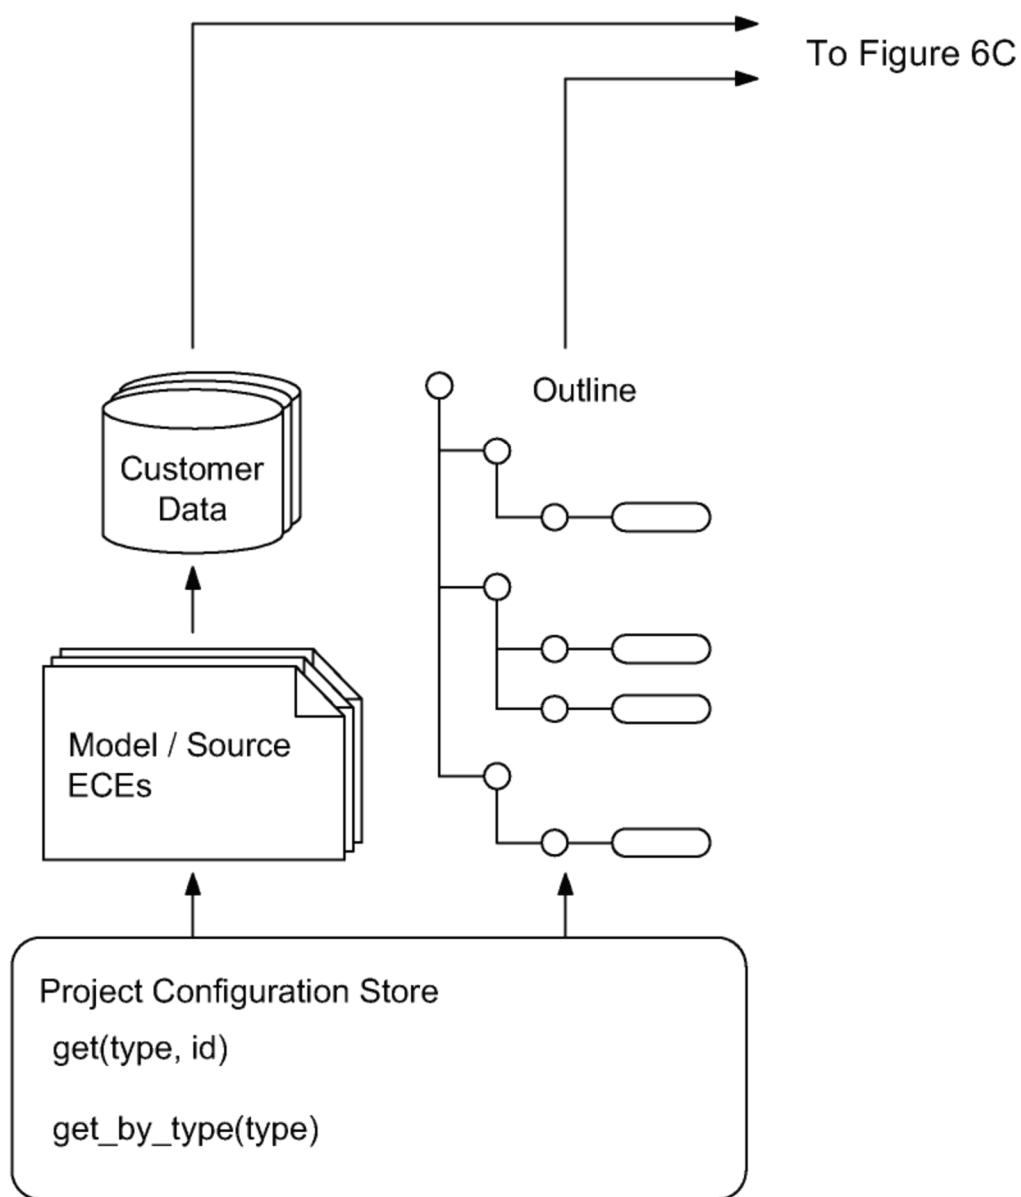 To Figure 6C
Outline
Customer
Data
Model / Source
ECEs
Project Configuration Store
get(type, id)
get_by_type(type)